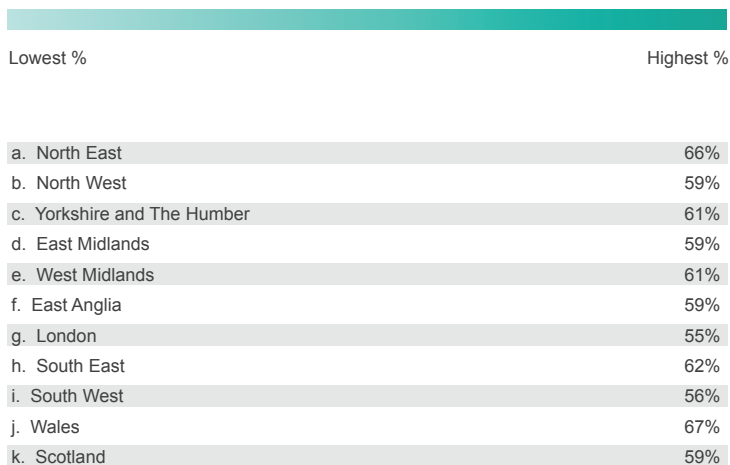 Lowest % Highest %
a. North East 66%
b. North West 59%
c. Yorkshire and The Humber 61%
d. East Midlands 59%
e. West Midlands 61%
f. East Anglia 59%
g. London 55%
h. South East 62%
i. South West 56%
j. Wales 67%
k. Scotland 59%